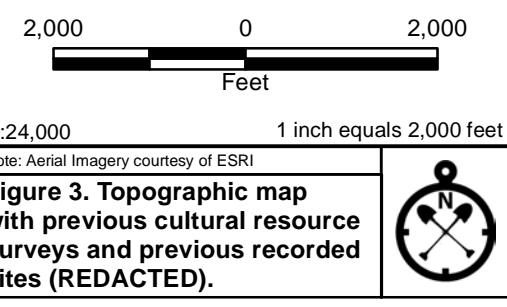 2,000 0 2,000
Feet
:24,000 1 inch equals 2,000 feet
ote: Aerial Imagery courtesy of ESRI
igure 3. Topographic map
with previous cultural resource
urveys and previous recorded
ites (REDACTED).
N